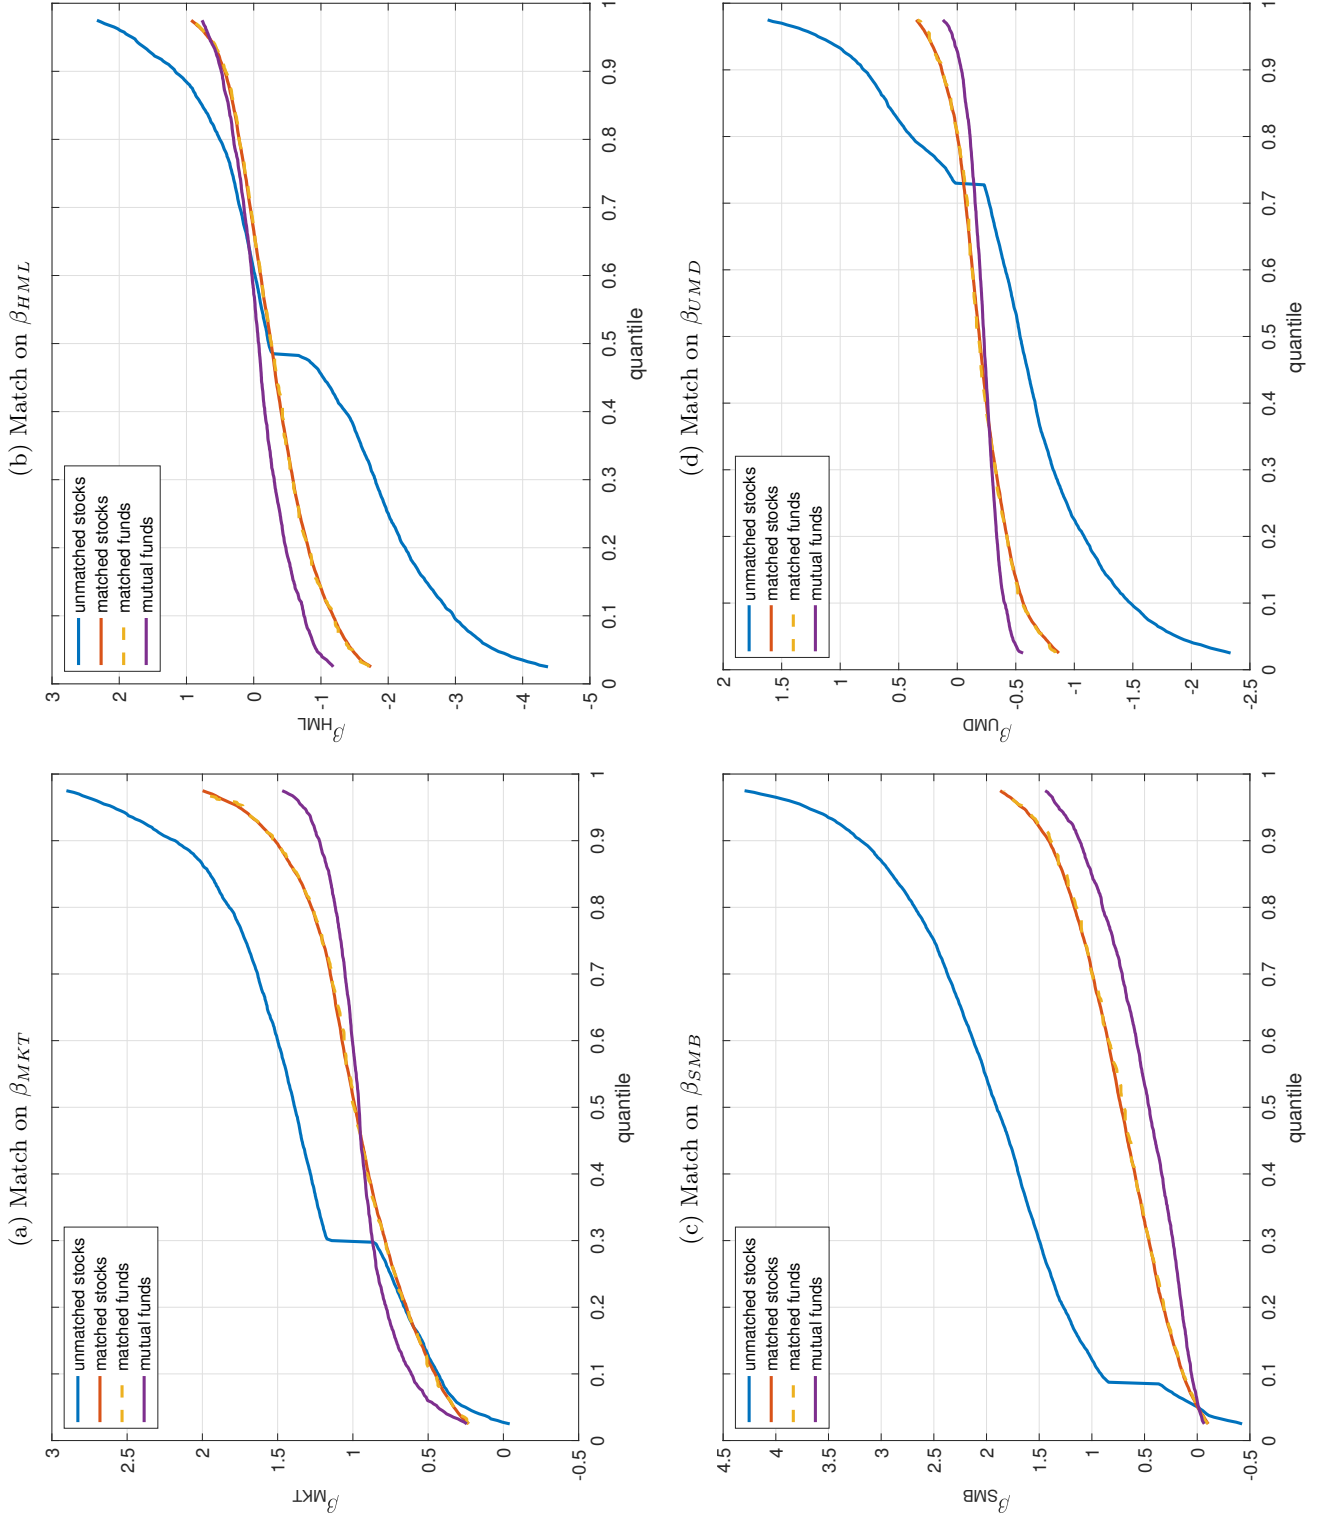 (a) Match on βMKT
3
2.5
2
1.5
1
0.5
0
-0.5
βMKT
0
0.1
0.2
0.3
0.4
0.5
0.6
0.7
0.8
0.9
1
quantile
unmatched stocks
matched stocks
matched funds
mutual funds
(b) Match on βHML
3
2
1
0
-1
-2
-3
-4
-5
βHML
0
0.1
0.2
0.3
0.4
0.5
0.6
0.7
0.8
0.9
1
quantile
unmatched stocks
matched stocks
matched funds
mutual funds
(c) Match on βSMB
4.5
4
3.5
3
2.5
2
1.5
1
0.5
0
-0.5
βSMB
0
0.1
0.2
0.3
0.4
0.5
0.6
0.7
0.8
0.9
1
quantile
unmatched stocks
matched stocks
matched funds
mutual funds
(d) Match on βUMD
2
1.5
1
0.5
0
-0.5
-1
-1.5
-2
-2.5
βUMD
0
0.1
0.2
0.3
0.4
0.5
0.6
0.7
0.8
0.9
1
quantile
unmatched stocks
matched stocks
matched funds
mutual funds